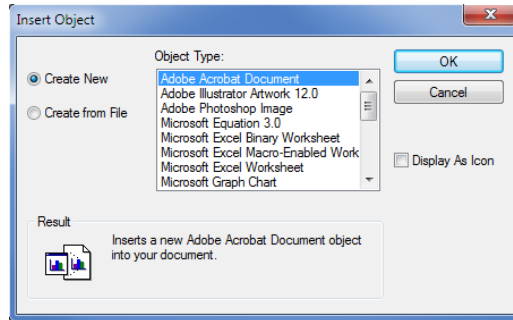 Insert Object
Object Type:
Create New
Create from File
Adobe Acrobat Document
Adobe Illustrator Artwork 12.0
Adobe Photoshop Image
Microsoft Equation 3.0
Microsoft Excel Binary Worksheet
Microsoft Excel Macro-Enabled Work
Microsoft Excel Worksheet
Microsoft Graph Chart
OK
Cancel
Display As Icon
Result
Inserts a new Adobe Acrobat Document object
into your document.